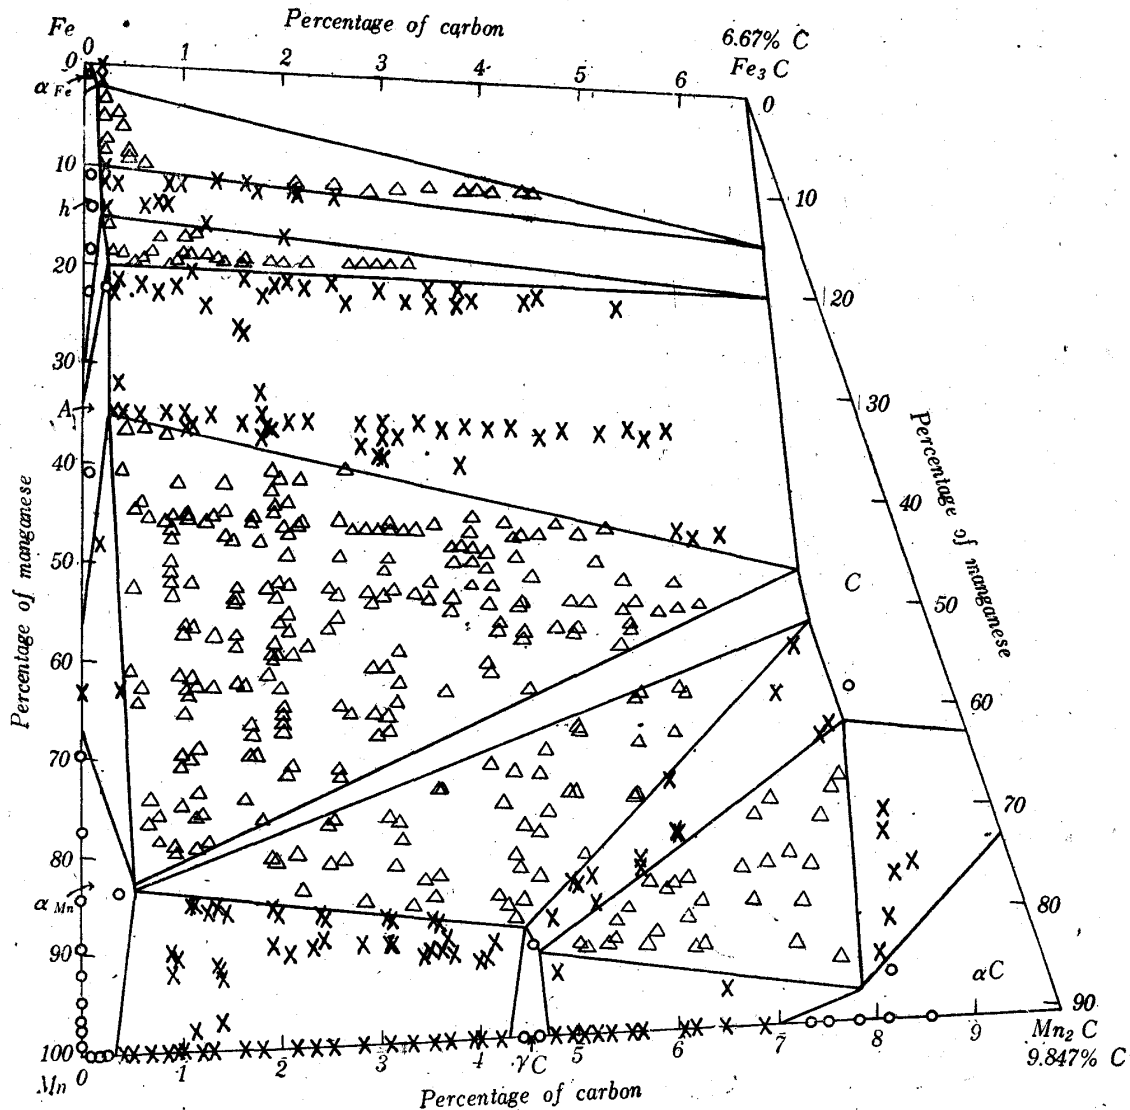 Fe
Percentage of carbon
6.67% C
Fe₃ C
0 1 2 3 4 5 6
0
α Fe
10
h
20
30
A
40
50
60
70
80
α Mn
90
100
Mn
Percentage of manganese
0
10
20
30
40
50
60
70
80
90
Percentage of manganese
C
αC
γC
Mn₂ C
9.847% C
0 1 2 3 4 5 6 7 8 9
Percentage of carbon